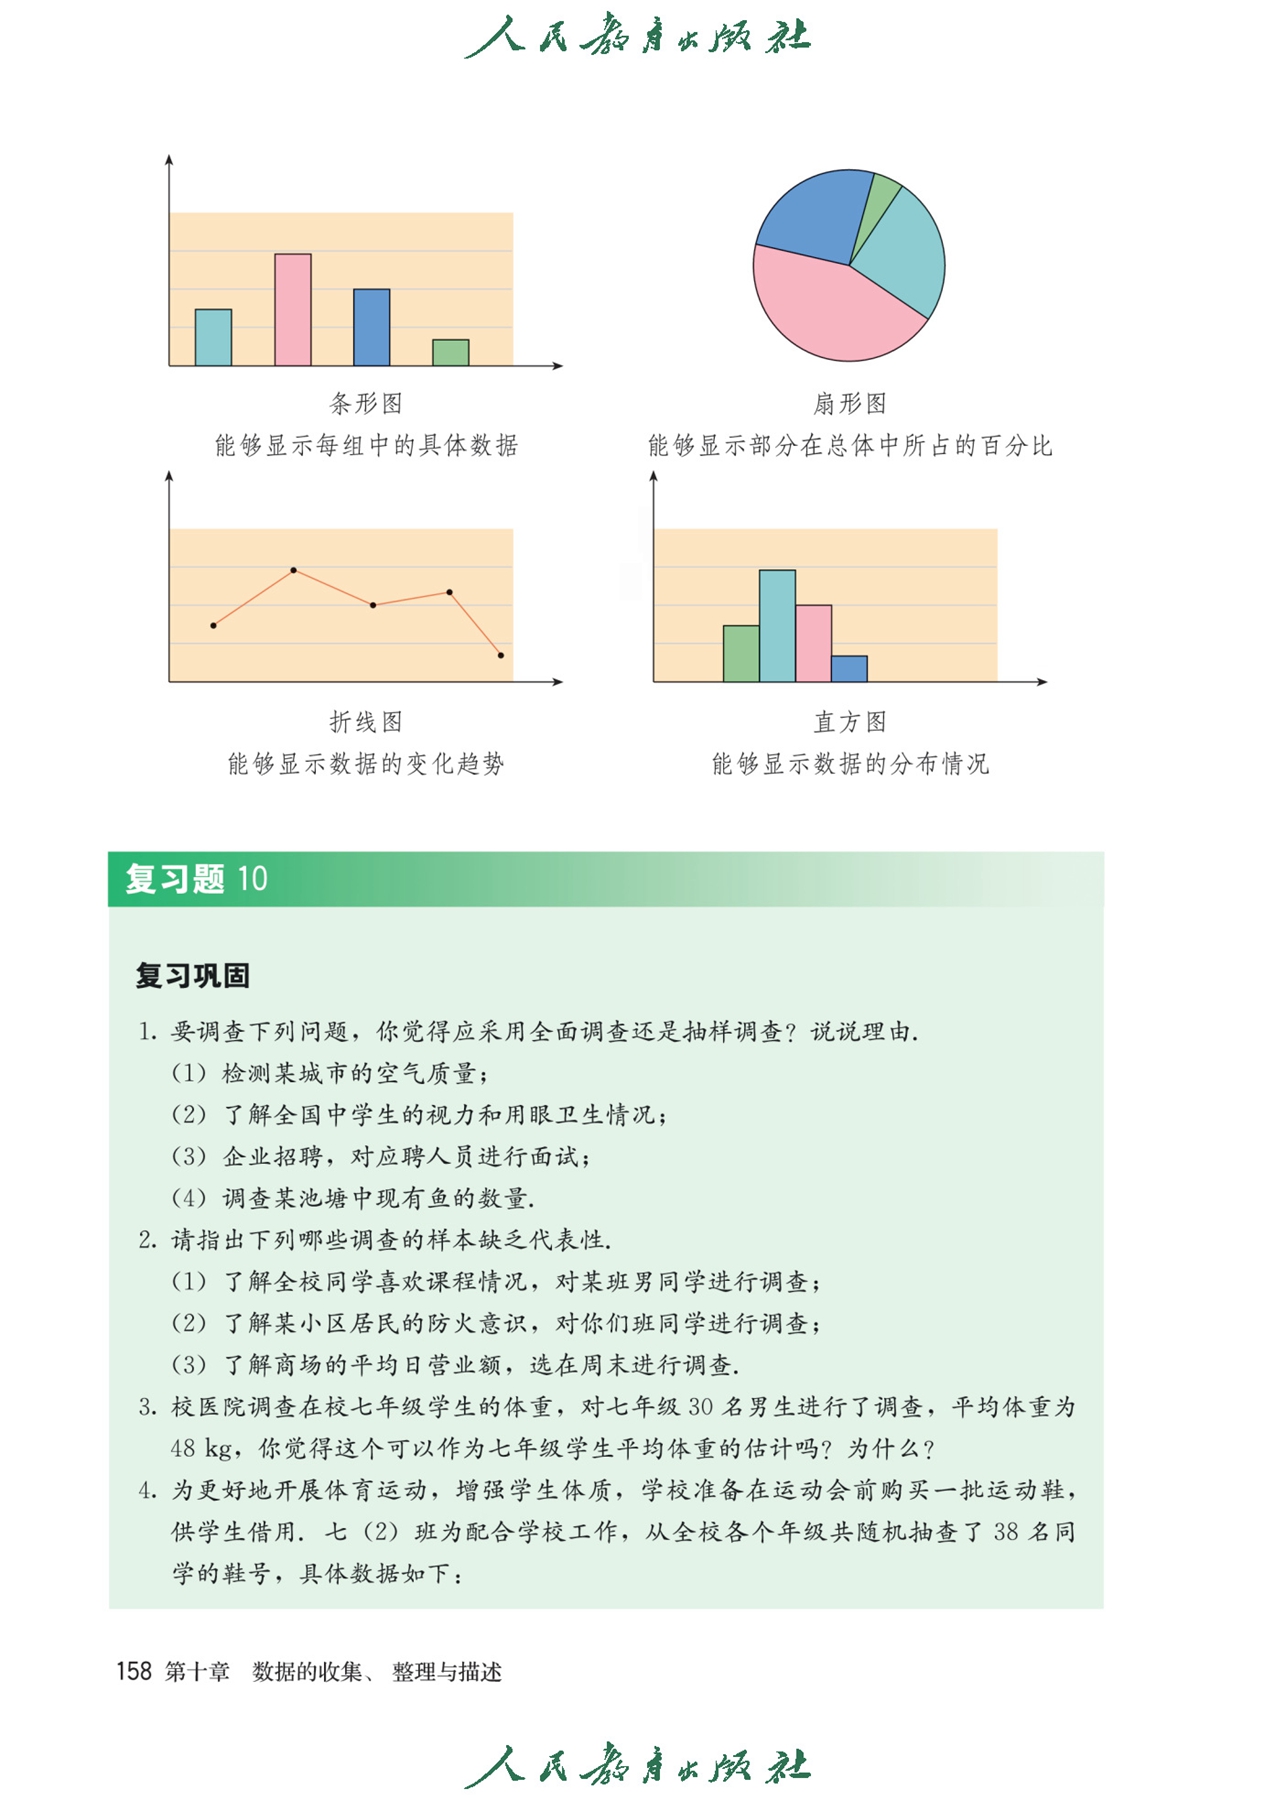 人民教育出版社
条形图
扇形图
能够显示每组中的具体数据
能够显示部分在总体中所占的百分比
折线图
直方图
能够显示数据的变化趋势
能够显示数据的分布情况
复习题 10
复习巩固
1. 要调查下列问题，你觉得应采用全面调查还是抽样调查？说说理由.
（1）检测某城市的空气质量；
（2）了解全国中学生的视力和用眼卫生情况；
（3）企业招聘，对应聘人员进行面试；
（4）调查某池塘中现有鱼的数量.
2. 请指出下列哪些调查的样本缺乏代表性.
（1）了解全校同学喜欢课程情况，对某班男同学进行调查；
（2）了解某小区居民的防火意识，对你们班同学进行调查；
（3）了解商场的平均日营业额，选在周末进行调查.
3. 校医院调查在校七年级学生的体重，对七年级 30 名男生进行了调查，平均体重为
48 kg，你觉得这个可以作为七年级学生平均体重的估计吗？为什么？
4. 为更好地开展体育运动，增强学生体质，学校准备在运动会前购买一批运动鞋，
供学生借用. 七（2）班为配合学校工作，从全校各个年级共随机抽查了 38 名同
学的鞋号，具体数据如下：
158 第十章 数据的收集、整理与描述
人民教育出版社